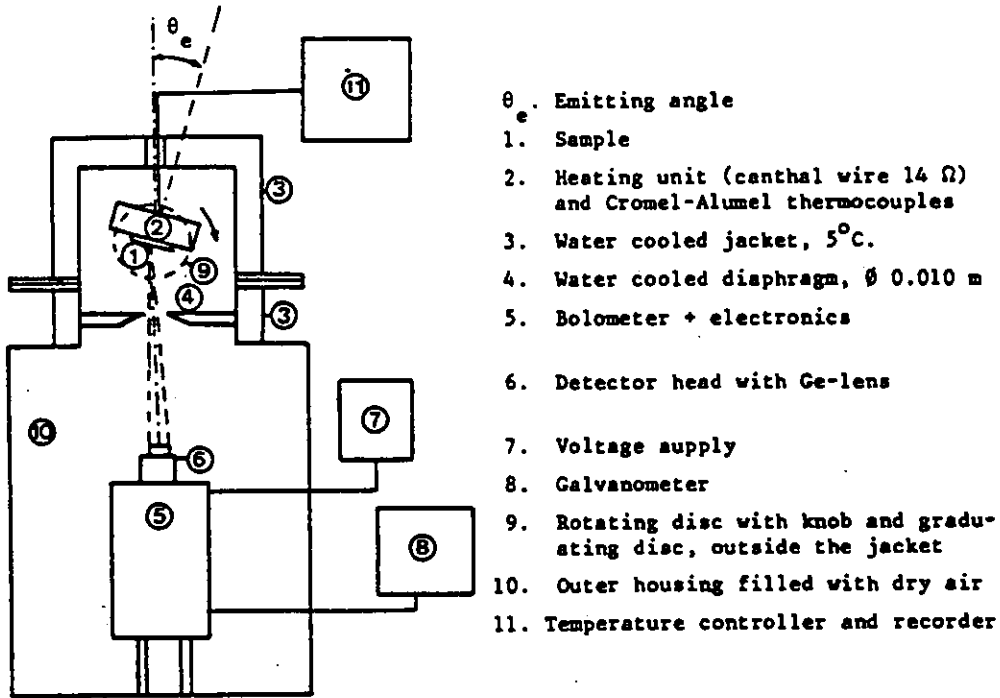 θe
11
3
2
1
9
4
3
10
6
7
5
8
θe. Emitting angle
1. Sample
2. Heating unit (canthal wire 14 Ω)
and Cromel-Alumel thermocouples
3. Water cooled jacket, 5°C.
4. Water cooled diaphragm, Ø 0.010 m
5. Bolometer + electronics
6. Detector head with Ge-lens
7. Voltage aupply
8. Galvanometer
9. Rotating disc with knob and gradu-
ating disc, outside the jacket
10. Outer housing filled with dry air
11. Temperature controller and recorder